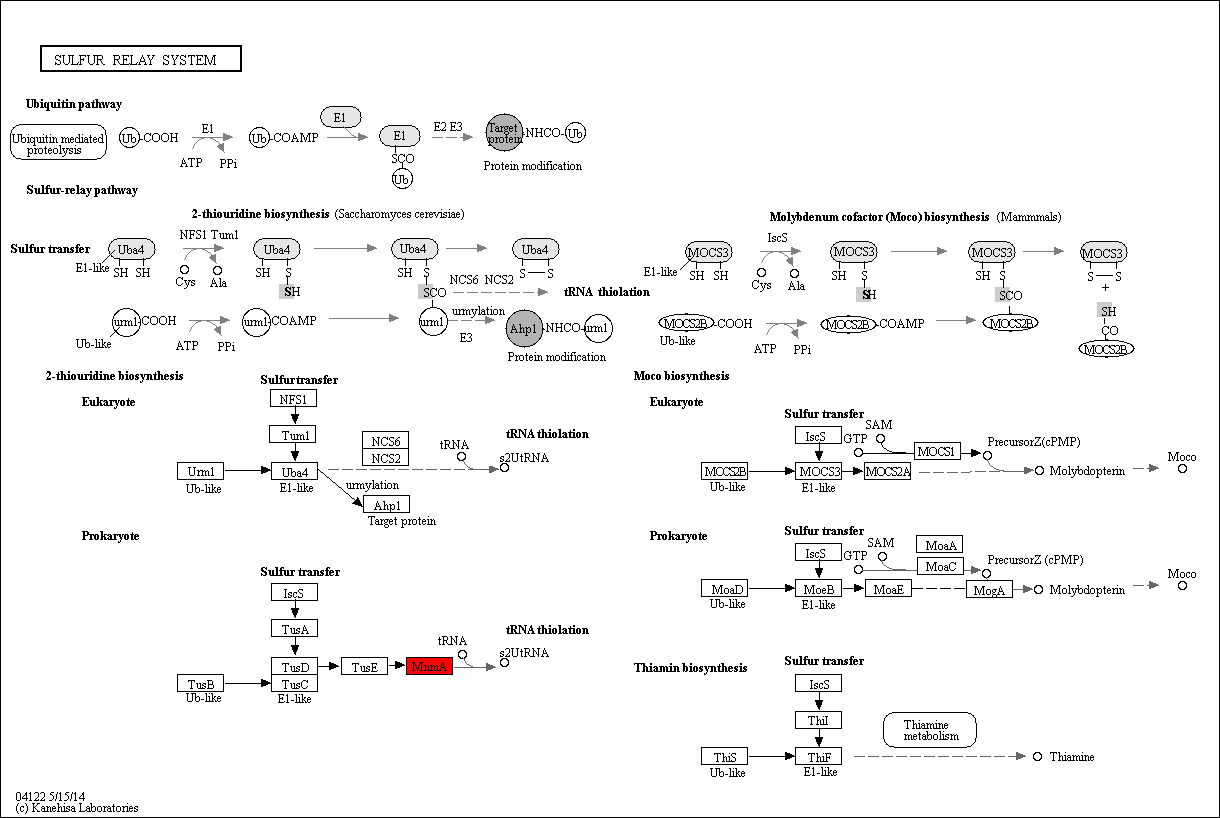 SULFUR RELAY SYSTEM
Ubiquitin pathway
Ubiquitin mediated
proteolysis
Ub COOH
E1
ATP PPi
Ub COAMP
E1
E1
SCO
Ub
E2 E3
Target
protein
NHCO Ub
Protein modification
Sulfur-relay pathway
2-thiouridine biosynthesis (Saccharomyces cerevisiae)
Sulfur transfer
Uba4
E1-like
SH SH
NFS1 Tum1
Cys Ala
Uba4
SH S
SH
Uba4
SH S
SCO
urm1
Uba4
S S
NCS6 NCS2
tRNA thiolation
urm1 COOH
Ub-like
ATP PPi
urm1 COAMP
urmylation
E3
Ahp1 NHCO urm1
Protein modification
Molybdenum cofactor (Moco) biosynthesis (Mammmals)
MOCS3
E1-like
SH SH
IscS
Cys Ala
MOCS3
SH S
SH
MOCS3
SH S
SCO
MOCS2B
MOCS3
S S
+
SH
CO
MOCS2B
MOCS2B COOH
Ub-like
ATP PPi
MOCS2B COAMP
2-thiouridine biosynthesis
Eukaryote
Sulfur transfer
NFS1
Tum1
Urm1
Ub-like
Uba4
E1-like
NCS6
NCS2
tRNA
tRNA thiolation
s2UtRNA
urmylation
Ahp1
Target protein
Prokaryote
Sulfur transfer
IscS
TusA
TusD
TusC
E1-like
TusB
Ub-like
TusE
MnmA
tRNA
tRNA thiolation
s2UtRNA
Moco biosynthesis
Eukaryote
Sulfur transfer
IscS
GTP
SAM
MOCS1
PrecursorZ(cPMP)
MOCS2B
Ub-like
MOCS3
E1-like
MOCS2A
Molybdopterin
Moco
Prokaryote
Sulfur transfer
IscS
GTP
SAM
MoaA
MoaC
PrecursorZ (cPMP)
MoaD
Ub-like
MoeB
E1-like
MoaE
MogA
Molybdopterin
Moco
Thiamin biosynthesis
Sulfur transfer
IscS
ThiI
ThiS
Ub-like
ThiF
E1-like
Thiamine
metabolism
Thiamine
04122 5/15/14
(c) Kanehisa Laboratories